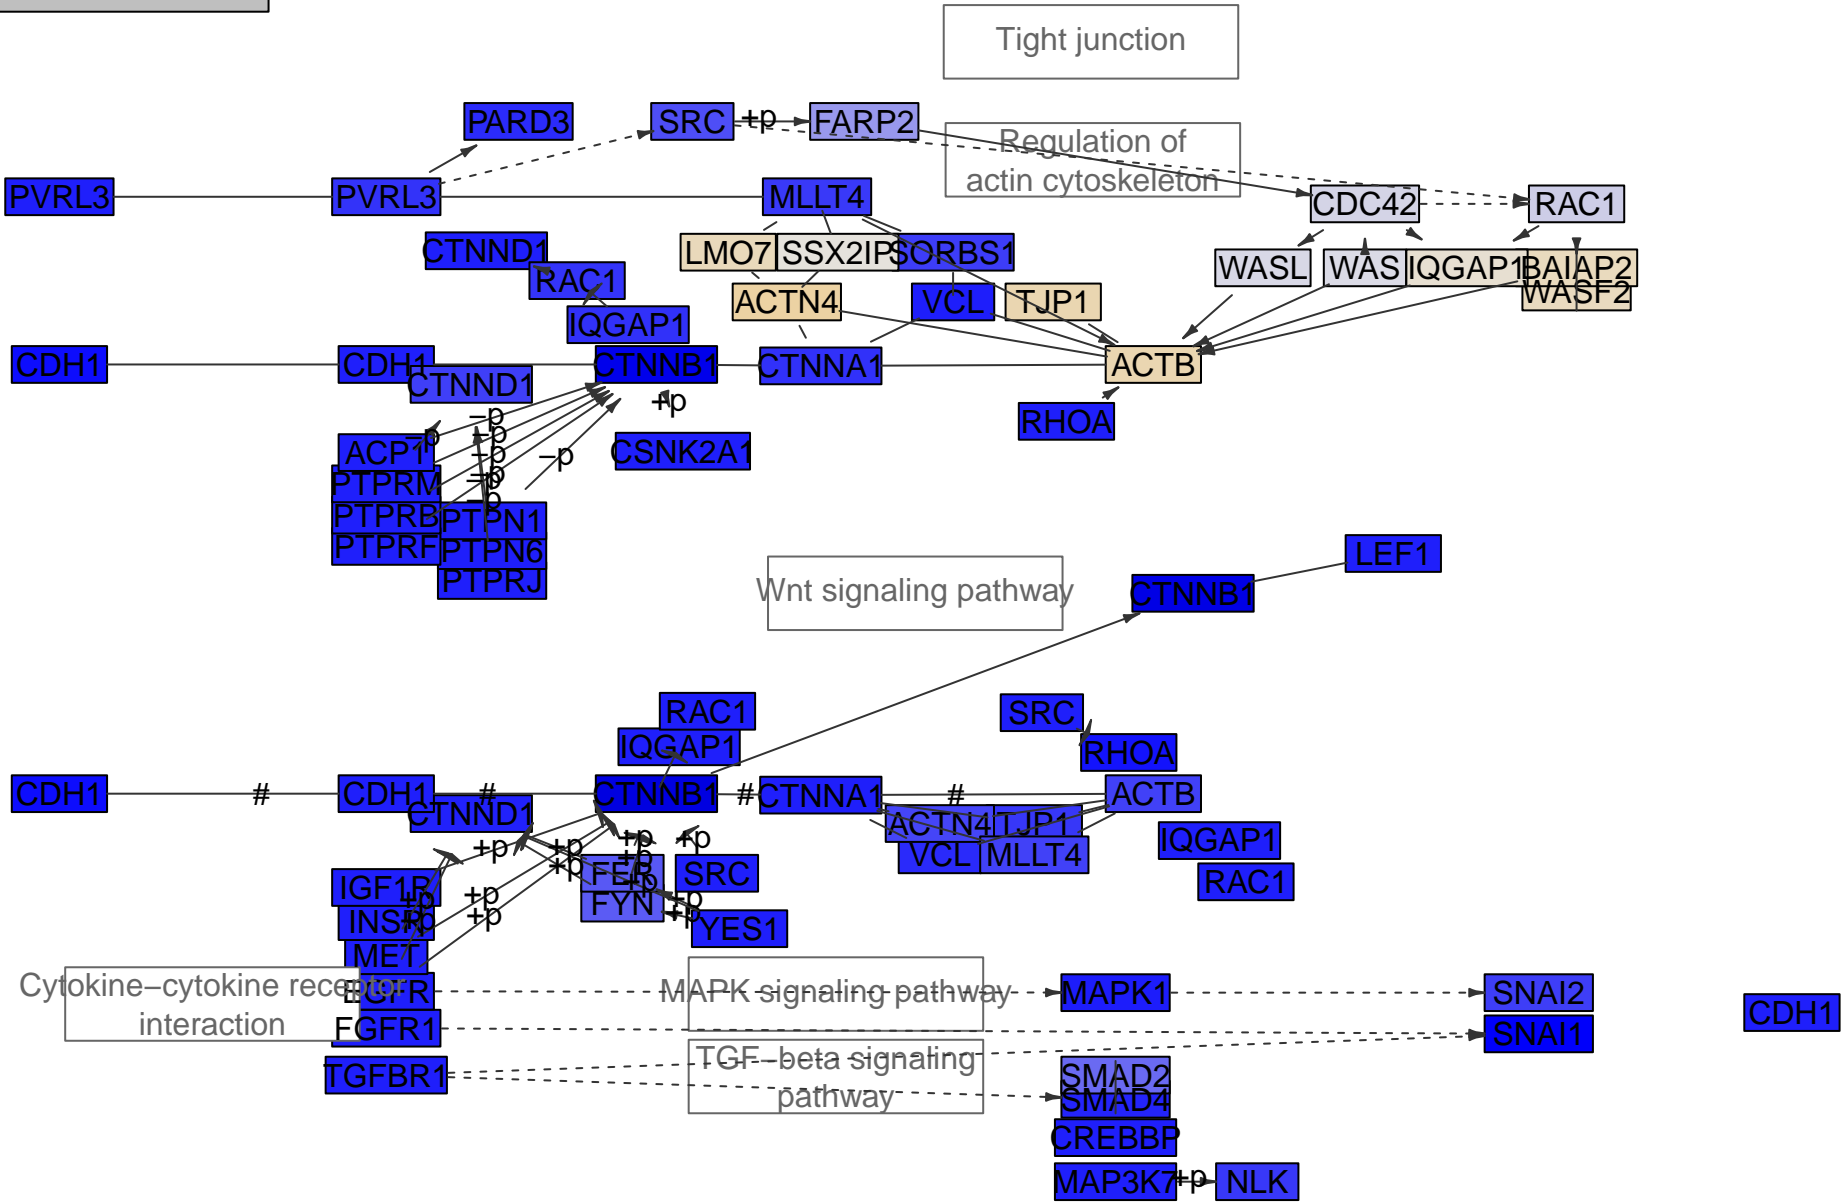 Tight junction
PARD3
SRC
+p
FARP2
Regulation of
actin cytoskeleton
PVRL3
PVRL3
MLLT4
CDC42
RAC1
CTNND1
RAC1
LMO7
SSX2IP
SORBS1
WASL
WAS
IQGAP1
BAIAP2
WASF2
IQGAP1
ACTN4
VCL
TJP1
CDH1
CDH1
CTNND1
CTNNB1
CTNNA1
ACTB
+p
RHOA
–p
–p
–p
–p
–p
–p
–p
–p
CSNK2A1
ACP1
PTPRM
PTPRB
PTPRF
PTPN1
PTPN6
PTPRJ
Wnt signaling pathway
CTNNB1
LEF1
RAC1
IQGAP1
SRC
RHOA
CDH1
#
CDH1
#
CTNND1
CTNNB1
#
CTNNA1
#
ACTB
ACTN4
TJP1
VCL
MLLT4
IQGAP1
RAC1
+p
+p
+p
+p
+p
+p
+p
FER
FYN
SRC
YES1
+p
+p
+p
+p
+p
+p
IGF1R
INSR
MET
EGFR
FGFR1
TGFBR1
Cytokine–cytokine receptor
interaction
MAPK signaling pathway
MAPK1
SNAI2
SNAI1
CDH1
TGF–beta signaling
pathway
SMAD2
SMAD4
CREBBP
MAP3K7
+p
NLK